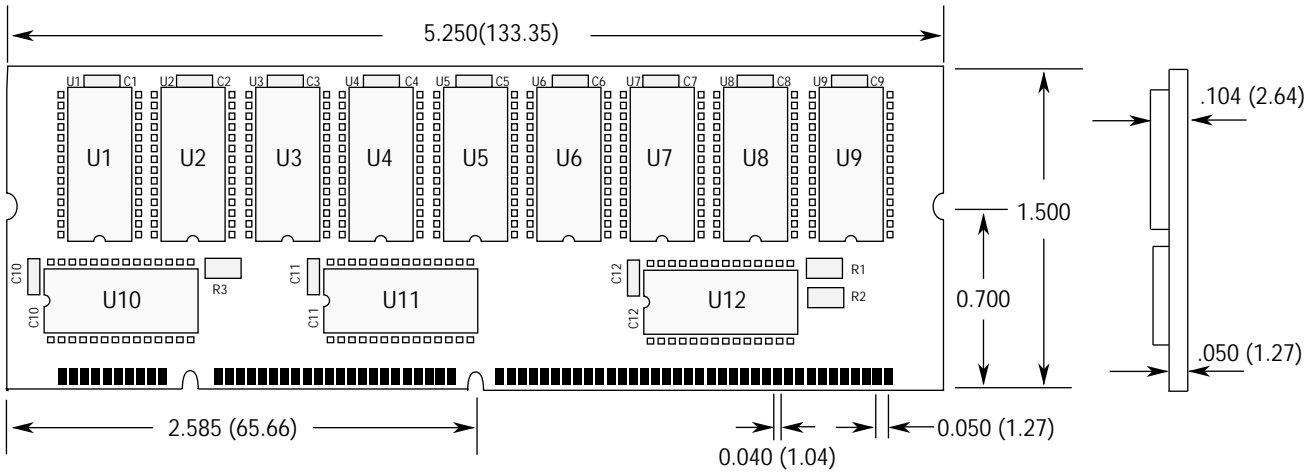 5.250(133.35)
U1 C1 U2 C2 U3 C3 U4 C4 U5 C5 U6 C6 U7 C7 U8 C8 U9 C9
.104 (2.64)
U1 U2 U3 U4 U5 U6 U7 U8 U9
1.500
C10 R3 C11 C12 R1
R2
U10 U11 U12
0.700
C10 C11 C12
.050 (1.27)
2.585 (65.66)
0.050 (1.27)
0.040 (1.04)